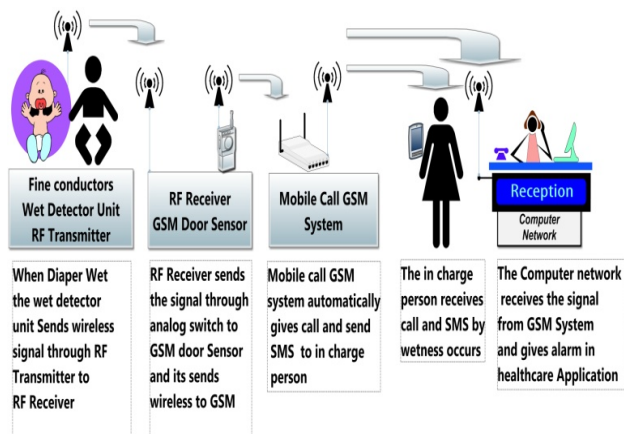 Fine conductors
Wet Detector Unit
RF Transmitter
RF Receiver
GSM Door Sensor
Mobile Call GSM
System
Reception
Computer
Network
When Diaper Wet
the wet detector
unit Sends wireless
signal through RF
Transmitter to
RF Receiver
RF Receiver sends
the signal through
analog switch to
GSM door Sensor
and its sends
wireless to GSM
Mobile call GSM
system automatically
gives call and send
SMS to in charge
person
The in charge
person receives
call and SMS by
wetness occurs
The Computer network
receives the signal
from GSM System
and gives alarm in
healthcare Application